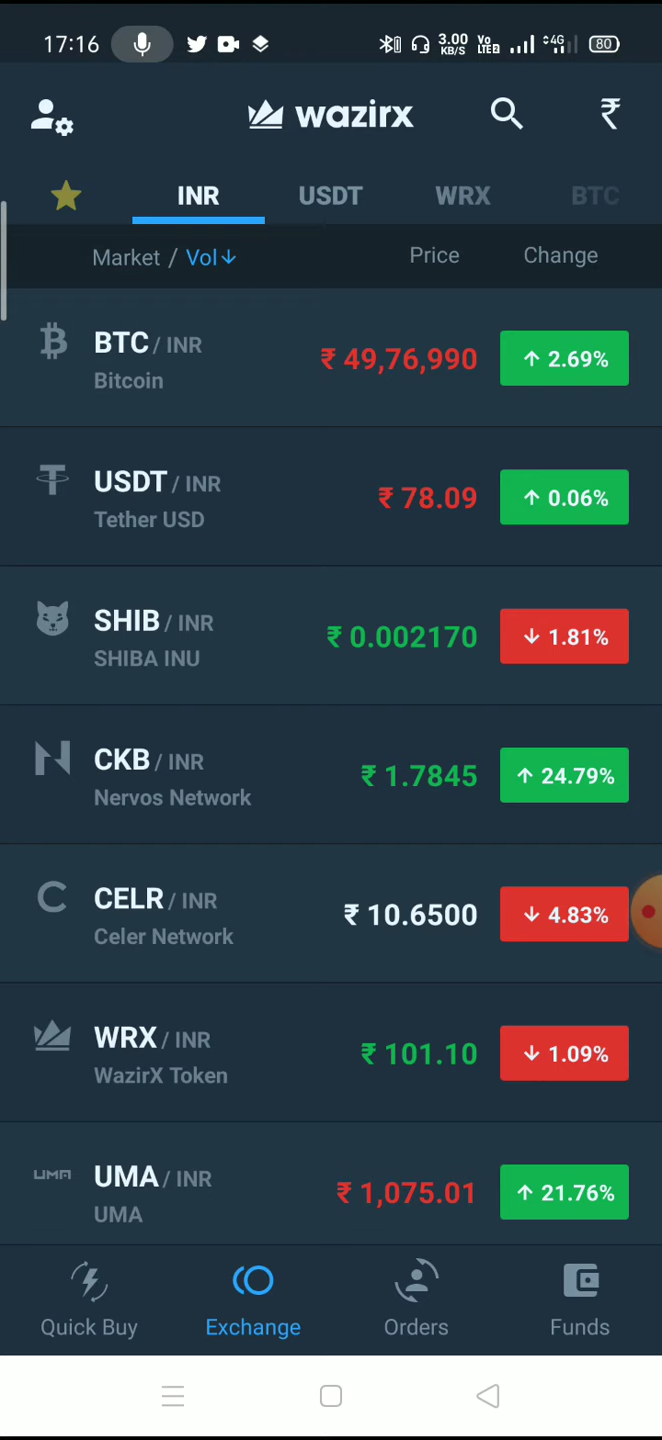 17:16 3.00 KB/S Vo LTE2 4G 80
wazirx ₹
INR USDT WRX BTC
Market / Vol↓ Price Change
BTC / INR ₹ 49,76,990 ↑ 2.69%
Bitcoin
USDT / INR ₹ 78.09 ↑ 0.06%
Tether USD
SHIB / INR ₹ 0.002170 ↓ 1.81%
SHIBA INU
CKB / INR ₹ 1.7845 ↑ 24.79%
Nervos Network
CELR / INR ₹ 10.6500 ↓ 4.83%
Celer Network
WRX / INR ₹ 101.10 ↓ 1.09%
WazirX Token
UMA UMA / INR ₹ 1,075.01 ↑ 21.76%
UMA
Quick Buy Exchange Orders Funds